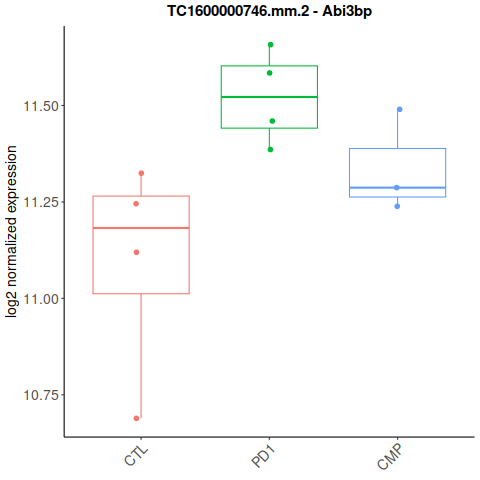 TC1600000746.mm.2 - Abi3bp
log2 normalized expression
11.50
11.25
11.00
10.75
CTL
PD1
CMP